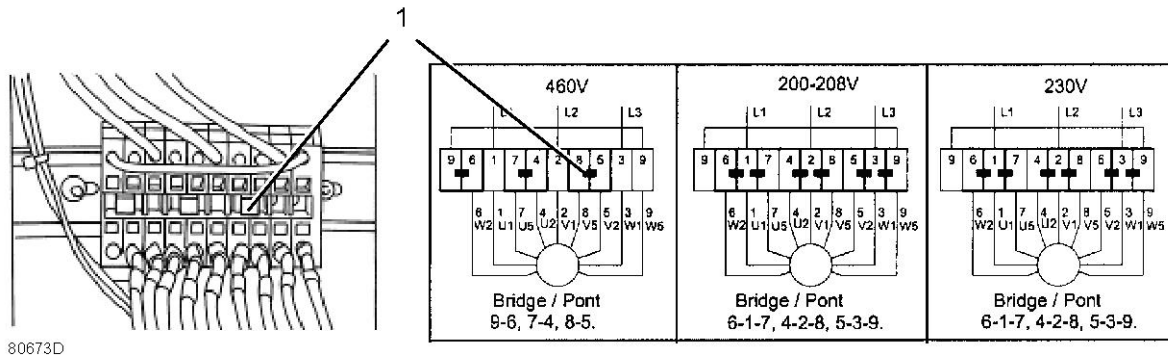 1
460V
L1 L2 L3
9 6 1 7 4 2 8 5 3 9
6 1 7 4 2 8 5 3 9
W2 U1 U5 U2 V1 V5 V2 W1 W5
Bridge / Pont
9-6, 7-4, 8-5.
200-208V
L1 L2 L3
9 6 1 7 4 2 8 5 3 9
6 1 7 4 2 8 5 3 9
W2 U1 U5 U2 V1 V5 V2 W1 W5
Bridge / Pont
6-1-7, 4-2-8, 5-3-9.
230V
L1 L2 L3
9 6 1 7 4 2 8 5 3 9
6 1 7 4 2 8 5 3 9
W2 U1 U5 U2 V1 V5 V2 W1 W5
Bridge / Pont
6-1-7, 4-2-8, 5-3-9.
80673D